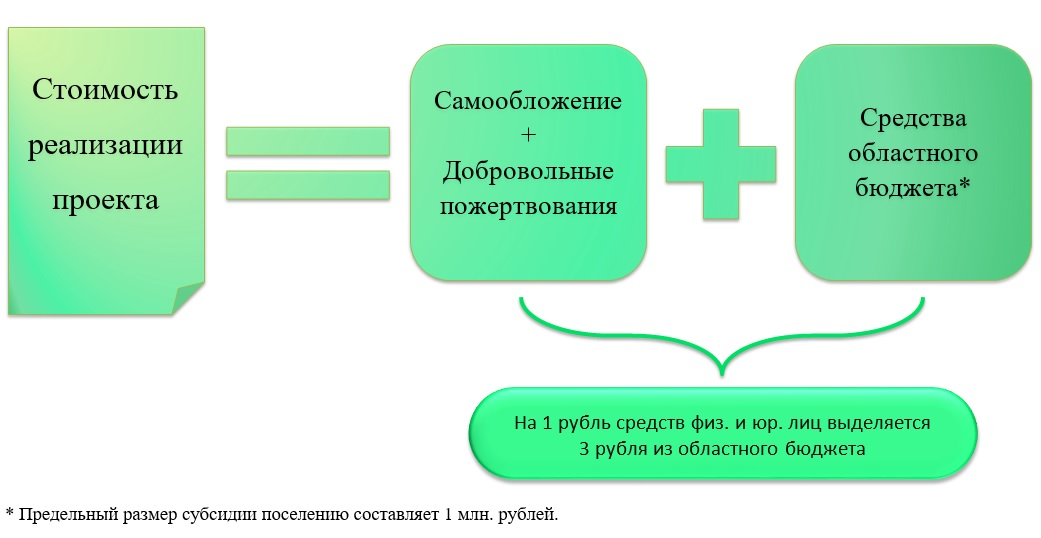 Стоимость
реализации
проекта
Самообложение
+
Добровольные
пожертвования
Средства
областного
бюджета*
На 1 рубль средств физ. и юр. лиц выделяется
3 рубля из областного бюджета
* Предельный размер субсидии поселению составляет 1 млн. рублей.